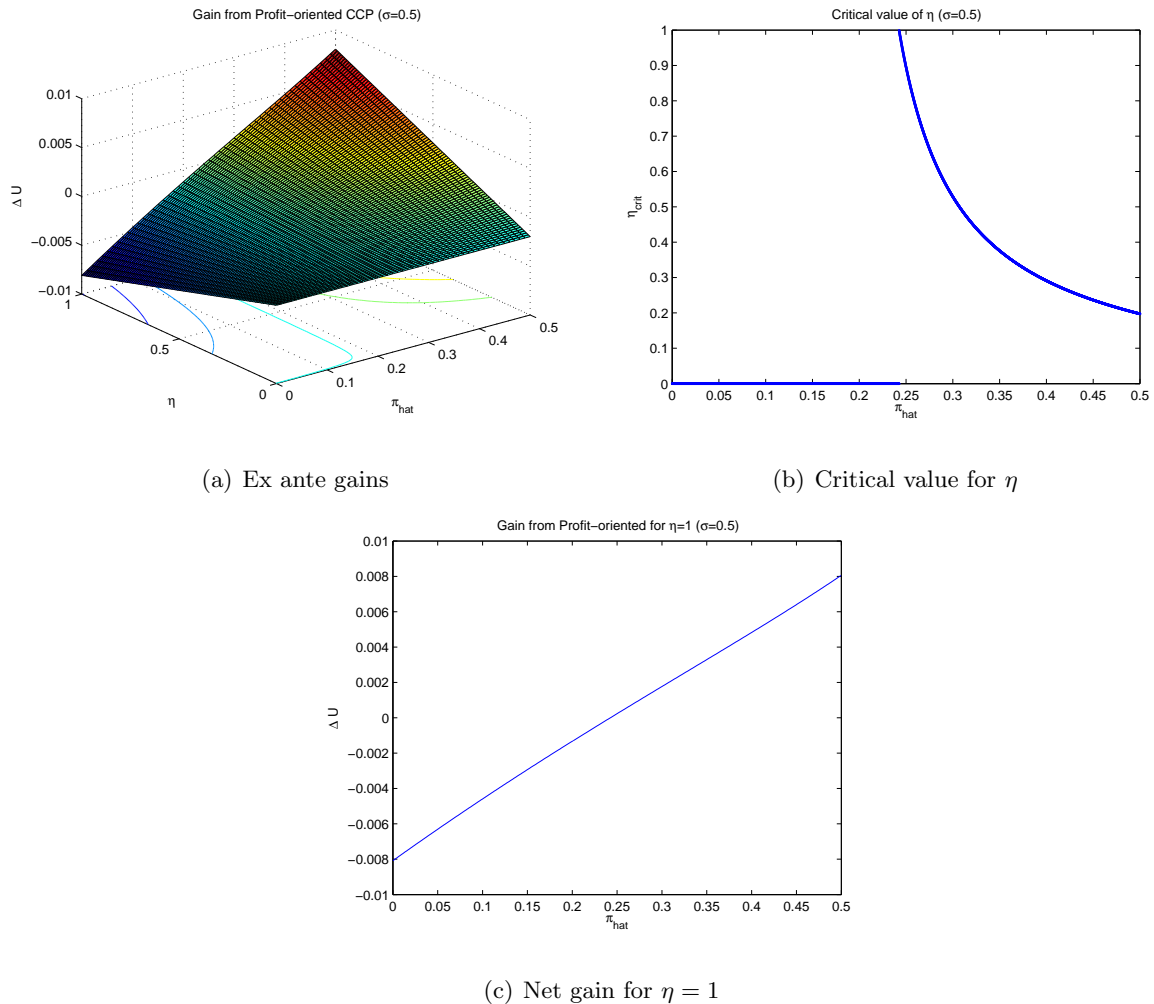 Gain from Profit−oriented CCP (σ=0.5)
0.01
0.005
0
−0.005
−0.01
Δ U
1
0.5
0
η
0
0.1
0.2
0.3
0.4
0.5
π_hat
(a) Ex ante gains
Critical value of η (σ=0.5)
1
0.9
0.8
0.7
0.6
0.5
0.4
0.3
0.2
0.1
0
η_crit
0 0.05 0.1 0.15 0.2 0.25 0.3 0.35 0.4 0.45 0.5
π_hat
(b) Critical value for η
Gain from Profit−oriented for η=1 (σ=0.5)
0.01
0.008
0.006
0.004
0.002
0
−0.002
−0.004
−0.006
−0.008
−0.01
Δ U
0 0.05 0.1 0.15 0.2 0.25 0.3 0.35 0.4 0.45 0.5
π_hat
(c) Net gain for η = 1